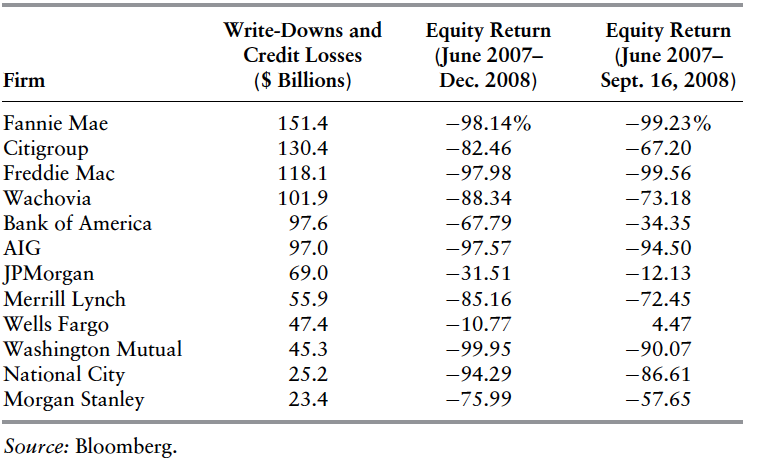 Write-Downs and Equity Return Equity Return
Credit Losses (June 2007– (June 2007–
Firm ($ Billions) Dec. 2008) Sept. 16, 2008)
Fannie Mae 151.4 −98.14% −99.23%
Citigroup 130.4 −82.46 −67.20
Freddie Mac 118.1 −97.98 −99.56
Wachovia 101.9 −88.34 −73.18
Bank of America 97.6 −67.79 −34.35
AIG 97.0 −97.57 −94.50
JPMorgan 69.0 −31.51 −12.13
Merrill Lynch 55.9 −85.16 −72.45
Wells Fargo 47.4 −10.77 4.47
Washington Mutual 45.3 −99.95 −90.07
National City 25.2 −94.29 −86.61
Morgan Stanley 23.4 −75.99 −57.65
Source: Bloomberg.